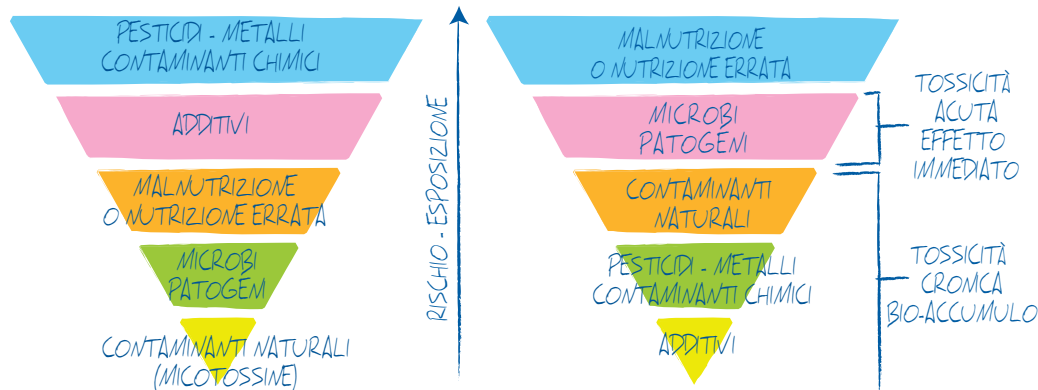 PESTICIDI - METALLI
CONTAMINANTI CHIMICI
ADDITIVI
MALNUTRIZIONE
O NUTRIZIONE ERRATA
MICROBI
PATOGENI
CONTAMINANTI NATURALI
(MICOTOSSINE)
RISCHIO - ESPOSIZIONE
MALNUTRIZIONE
O NUTRIZIONE ERRATA
MICROBI
PATOGENI
CONTAMINANTI
NATURALI
PESTICIDI - METALLI
CONTAMINANTI CHIMICI
ADDITIVI
TOSSICITÀ
ACUTA
EFFETTO
IMMEDIATO
TOSSICITÀ
CRONICA
BIO-ACCUMULO